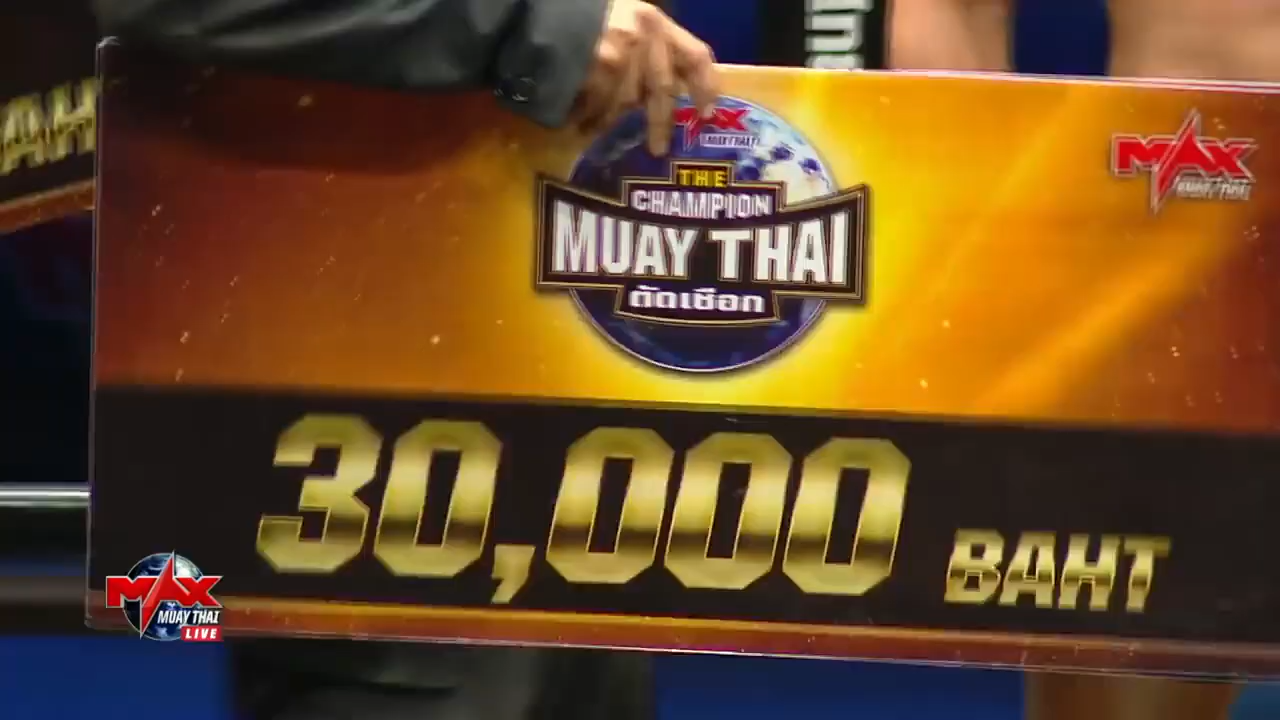 MAX
MUAY THAI
THE
CHAMPION
MUAY THAI
ตัดเชือก
MAX
MUAY THAI
30,000 BAHT
MAX
MUAY THAI
LIVE